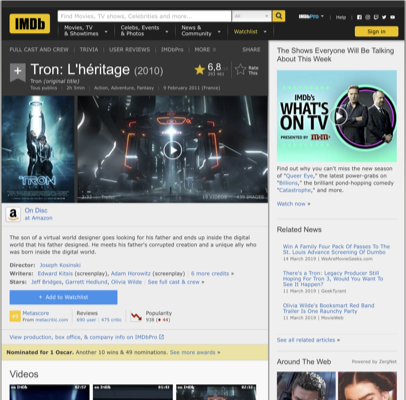 IMDb
Find Movies, TV shows, Celebrities and more...
All
IMDbPro
Help
Movies, TV & Showtimes
Celebs, Events & Photos
News & Community
Watchlist
Sign in
FULL CAST AND CREW
TRIVIA
USER REVIEWS
IMDbPro
MORE
SHARE
Tron: L'héritage (2010)
Tron (original title)
Tous publics | 2h 5min | Action, Adventure, Fantasy | 9 February 2011 (France)
6,8
Rate This
TRON
On Disc
at Amazon
The son of a virtual world designer goes looking for his father and ends up inside the digital
world that his father designed. He meets his father's corrupted creation and a unique ally who
was born inside the digital world.
Director: Joseph Kosinski
Writers: Edward Kitsis (screenplay), Adam Horowitz (screenplay) | 6 more credits »
Stars: Jeff Bridges, Garrett Hedlund, Olivia Wilde | See full cast & crew »
+ Add to Watchlist
Metascore
From metacritic.com
Reviews
690 user | 475 critic
Popularity
938
View production, box office, & company info on IMDbPro
Nominated for 1 Oscar. Another 10 wins & 49 nominations. See more awards »
Videos
The Shows Everyone Will Be Talking
About This Week
IMDb's
WHAT'S
ON TV
PRESENTED BY m&m's
Find out why you can't miss the new season
of "Queer Eye," the latest power-grabs on
"Billions," the brilliant pond-hopping comedy
"Catastrophe," and more.
Watch now »
Related News
Win A Family Four Pack Of Passes To The
St. Louis Advance Screening Of Dumbo
14 March 2019 | WeAreMovieGeeks.com
There's a Tron: Legacy Producer Still
Hoping For Tron 3, Would You Want To
See It Happen?
11 March 2019 | GeekTyrant
Olivia Wilde's Booksmart Red Band
Trailer Is One Raunchy Party
11 March 2019 | MovieWeb
See all related articles »
Around The Web
Powered by ZergNet